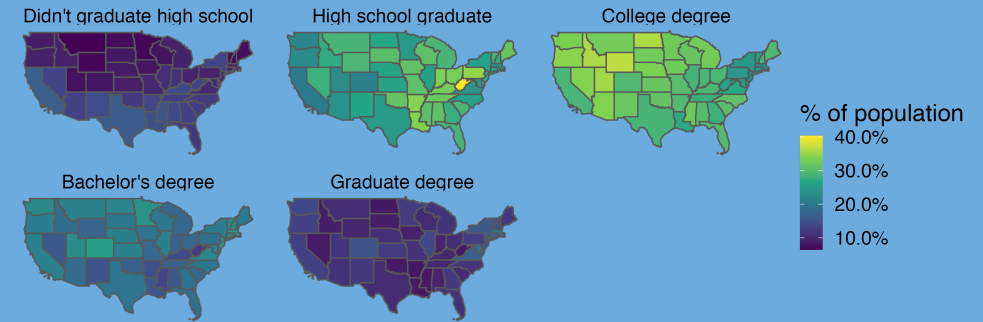 Didn't graduate high school
High school graduate
College degree
Bachelor's degree
Graduate degree
% of population
40.0%
30.0%
20.0%
10.0%